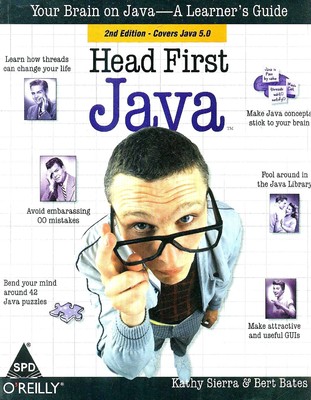 Your Brain on Java—A Learner's Guide
2nd Edition - Covers Java 5.0
Head First
Java™
Learn how threads
can change your life
Make Java concepts
stick to your brain
Fool around
in the Java Library
Avoid embarassing
OO mistakes
Bend your mind
around 42
Java puzzles
Make attractive
and useful GUIs
SPD
O'REILLY®
Kathy Sierra & Bert Bates